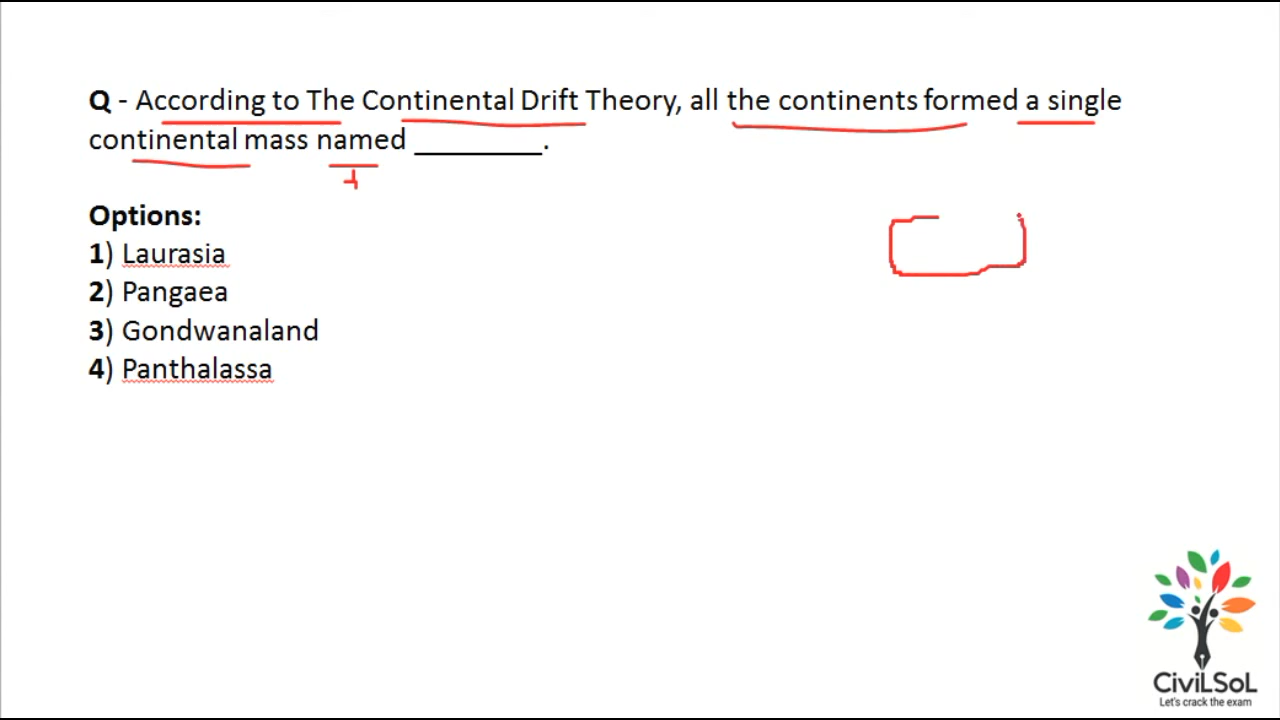 Q - According to The Continental Drift Theory, all the continents formed a single
continental mass named ________.
Options:
1) Laurasia
2) Pangaea
3) Gondwanaland
4) Panthalassa
CiviLSoL
Let's crack the exam